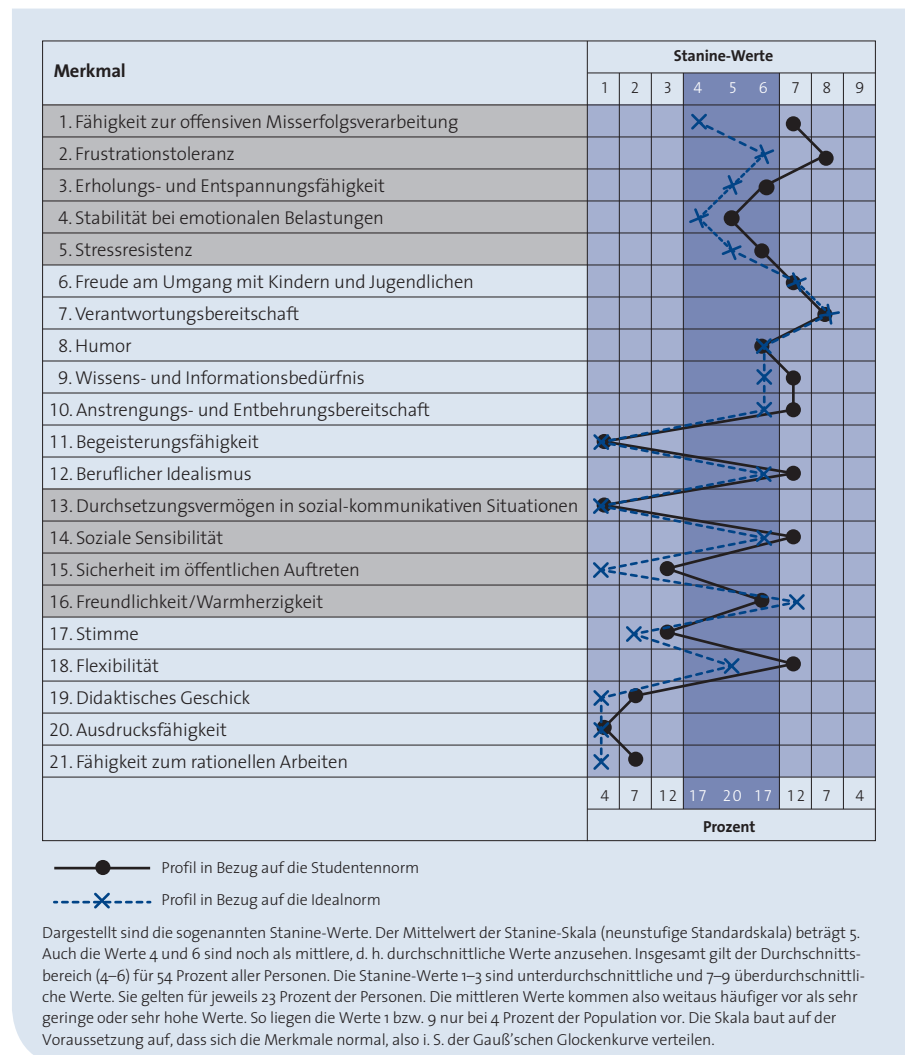 Merkmal
Stanine-Werte
1 2 3 4 5 6 7 8 9
1. Fähigkeit zur offensiven Misserfolgsverarbeitung
2. Frustrationstoleranz
3. Erholungs- und Entspannungsfähigkeit
4. Stabilität bei emotionalen Belastungen
5. Stressresistenz
6. Freude am Umgang mit Kindern und Jugendlichen
7. Verantwortungsbereitschaft
8. Humor
9. Wissens- und Informationsbedürfnis
10. Anstrengungs- und Entbehrungsbereitschaft
11. Begeisterungsfähigkeit
12. Beruflicher Idealismus
13. Durchsetzungsvermögen in sozial-kommunikativen Situationen
14. Soziale Sensibilität
15. Sicherheit im öffentlichen Auftreten
16. Freundlichkeit/Warmherzigkeit
17. Stimme
18. Flexibilität
19. Didaktisches Geschick
20. Ausdrucksfähigkeit
21. Fähigkeit zum rationellen Arbeiten
4 7 12 17 20 17 12 7 4
Prozent
Profil in Bezug auf die Studentennorm
Profil in Bezug auf die Idealnorm
Dargestellt sind die sogenannten Stanine-Werte. Der Mittelwert der Stanine-Skala (neunstufige Standardskala) beträgt 5.
Auch die Werte 4 und 6 sind noch als mittlere, d. h. durchschnittliche Werte anzusehen. Insgesamt gilt der Durchschnitts-
bereich (4–6) für 54 Prozent aller Personen. Die Stanine-Werte 1–3 sind unterdurchschnittliche und 7–9 überdurchschnittli-
che Werte. Sie gelten für jeweils 23 Prozent der Personen. Die mittleren Werte kommen also weitaus häufiger vor als sehr
geringe oder sehr hohe Werte. So liegen die Werte 1 bzw. 9 nur bei 4 Prozent der Population vor. Die Skala baut auf der
Voraussetzung auf, dass sich die Merkmale normal, also i. S. der Gauß’schen Glockenkurve verteilen.